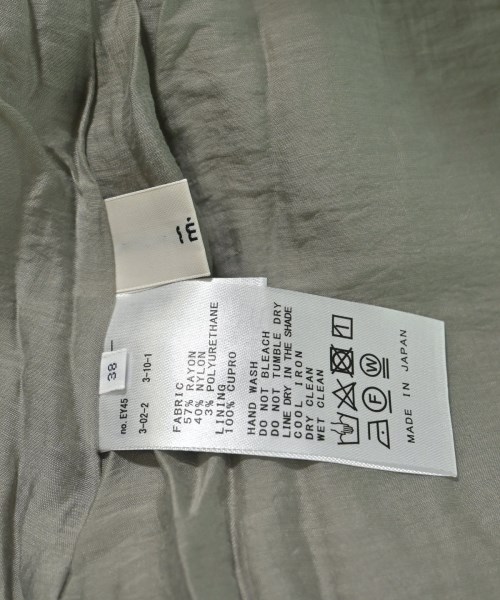 m'
38
no. EY45
3-02-2 3-10-1
FABRIC
57% RAYON
40% NYLON
3% POLYURETHANE
LINING
100% CUPRO
HAND WASH
DO NOT BLEACH
DO NOT TUMBLE DRY
LINE DRY IN THE SHADE
COOL IRON
DRY CLEAN
WET CLEAN
F W
MADE IN JAPAN